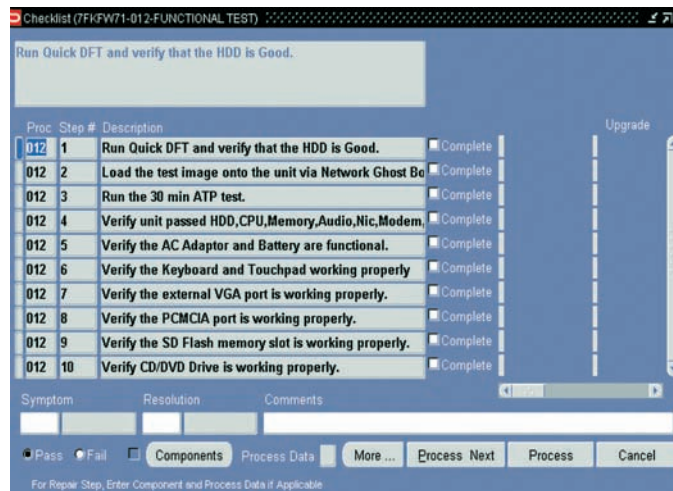 Checklist (7FKFW71-012-FUNCTIONAL TEST)
Run Quick DFT and verify that the HDD is Good.
Proc Step # Description Upgrade
012 1 Run Quick DFT and verify that the HDD is Good. Complete
012 2 Load the test image onto the unit via Network Ghost Bo Complete
012 3 Run the 30 min ATP test. Complete
012 4 Verify unit passed HDD,CPU,Memory,Audio,Nic,Modem, Complete
012 5 Verify the AC Adaptor and Battery are functional. Complete
012 6 Verify the Keyboard and Touchpad working properly Complete
012 7 Verify the external VGA port is working properly. Complete
012 8 Verify the PCMCIA port is working properly. Complete
012 9 Verify the SD Flash memory slot is working properly. Complete
012 10 Verify CD/DVD Drive is working properly. Complete
Symptom Resolution Comments
Pass Fail Components Process Data More ... Process Next Process Cancel
For Repair Step, Enter Component and Process Data if Applicable